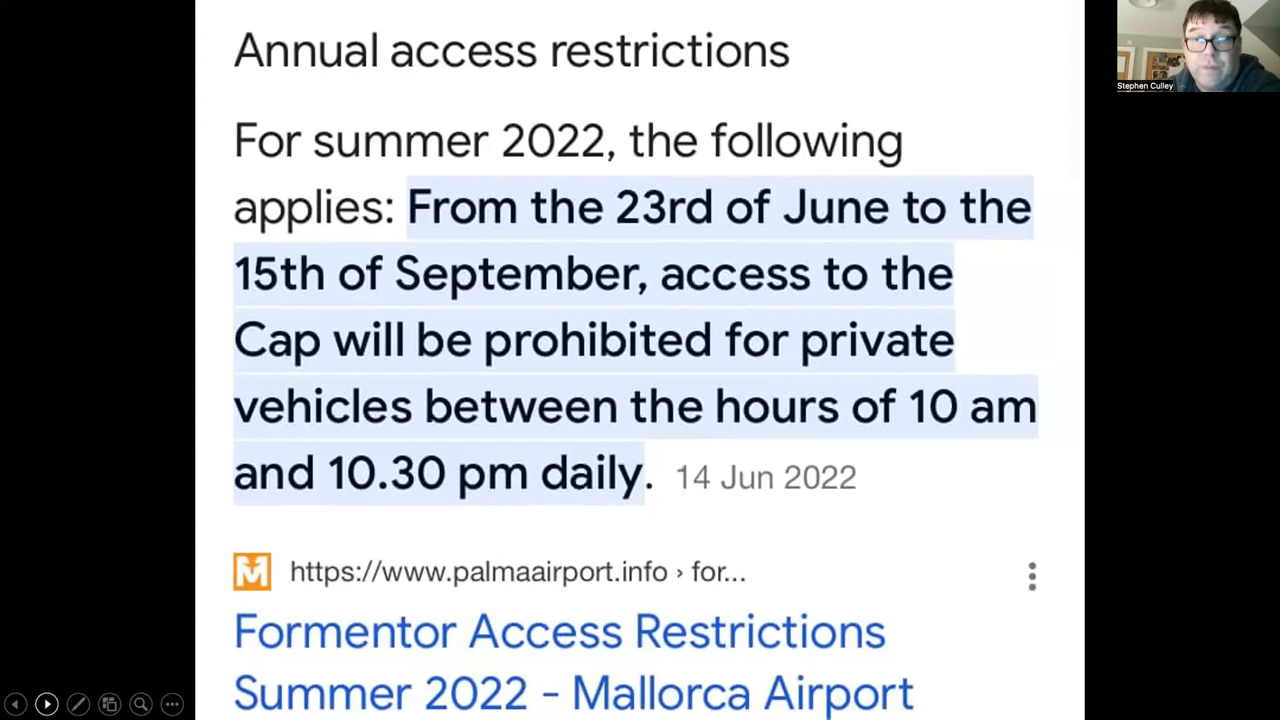 Annual access restrictions
Stephen Culley
For summer 2022, the following
applies: From the 23rd of June to the
15th of September, access to the
Cap will be prohibited for private
vehicles between the hours of 10 am
and 10.30 pm daily. 14 Jun 2022
M https://www.palmaairport.info › for...
Formentor Access Restrictions
Summer 2022 - Mallorca Airport